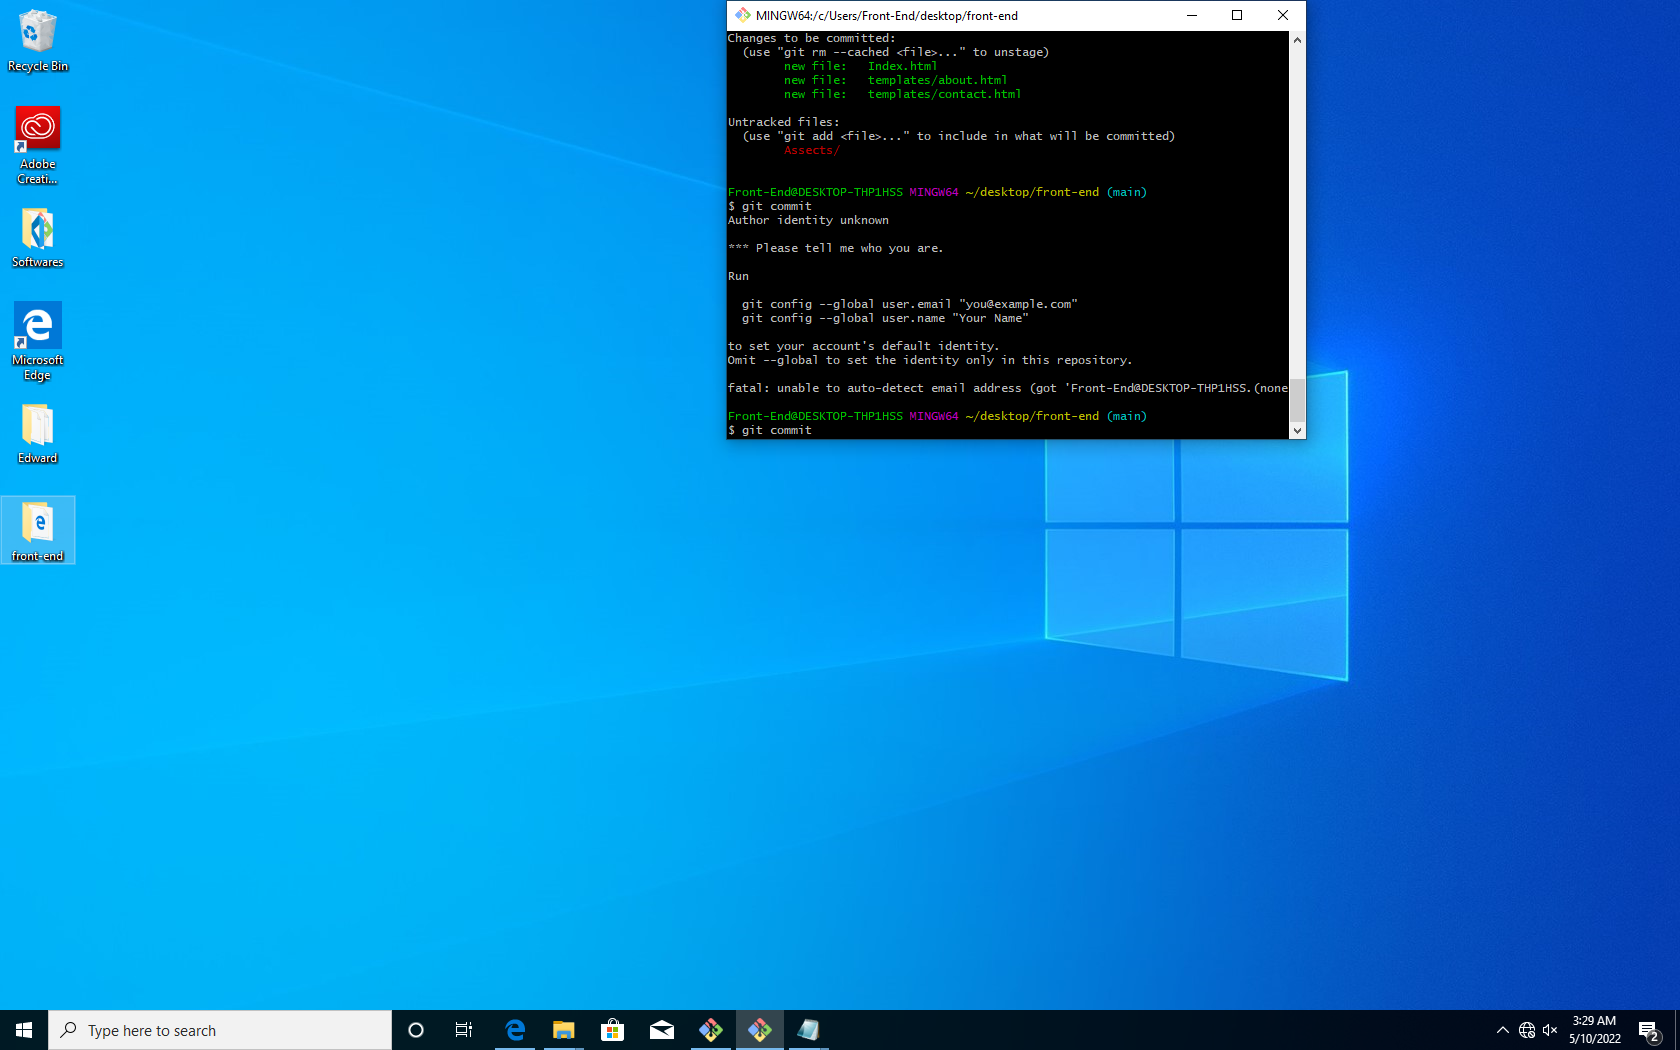 Recycle Bin
Adobe
Creati...
Softwares
Microsoft
Edge
Edward
front-end
MINGW64:/c/Users/Front-End/desktop/front-end
Changes to be committed:
  (use "git rm --cached <file>..." to unstage)
        new file:   Index.html
        new file:   templates/about.html
        new file:   templates/contact.html
Untracked files:
  (use "git add <file>..." to include in what will be committed)
        Assects/
Front-End@DESKTOP-THP1HSS MINGW64 ~/desktop/front-end (main)
$ git commit
Author identity unknown
*** Please tell me who you are.
Run
  git config --global user.email "you@example.com"
  git config --global user.name "Your Name"
to set your account's default identity.
Omit --global to set the identity only in this repository.
fatal: unable to auto-detect email address (got 'Front-End@DESKTOP-THP1HSS.(none
Front-End@DESKTOP-THP1HSS MINGW64 ~/desktop/front-end (main)
$ git commit
Type here to search
3:29 AM
5/10/2022
2